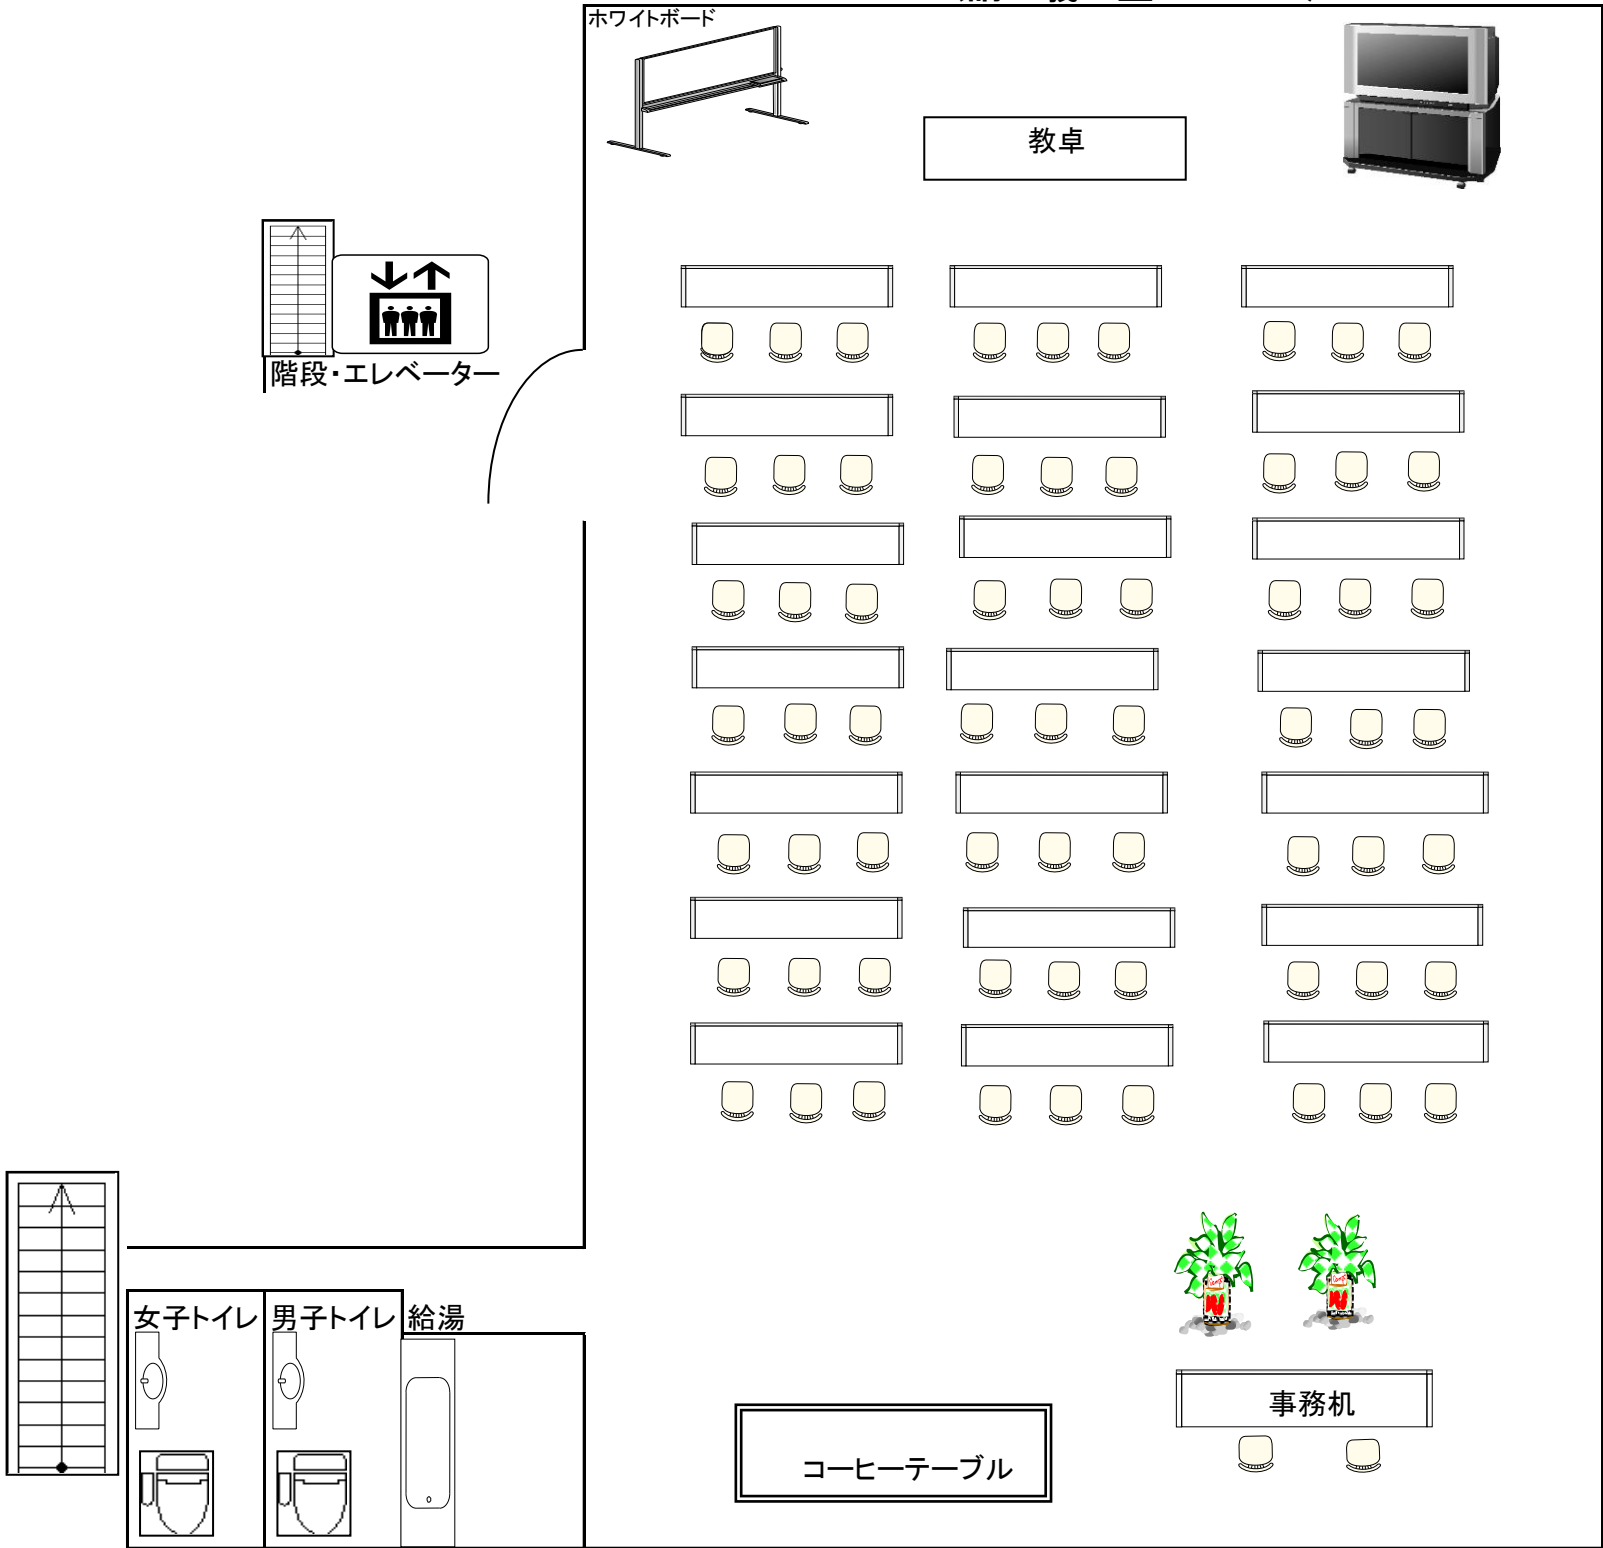 ホワイトボード
教卓
階段・エレベーター
女子トイレ
男子トイレ
給湯
事務机
コーヒーテーブル